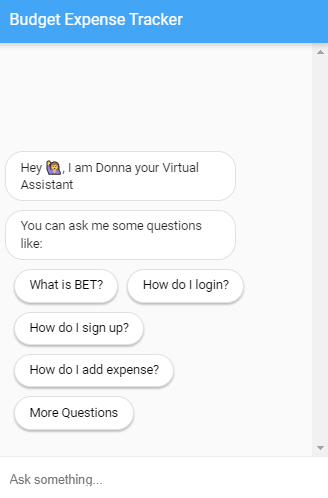 Budget Expense Tracker
Hey 🙋, I am Donna your Virtual
Assistant
You can ask me some questions
like:
What is BET? How do I login?
How do I sign up?
How do I add expense?
More Questions
Ask something...